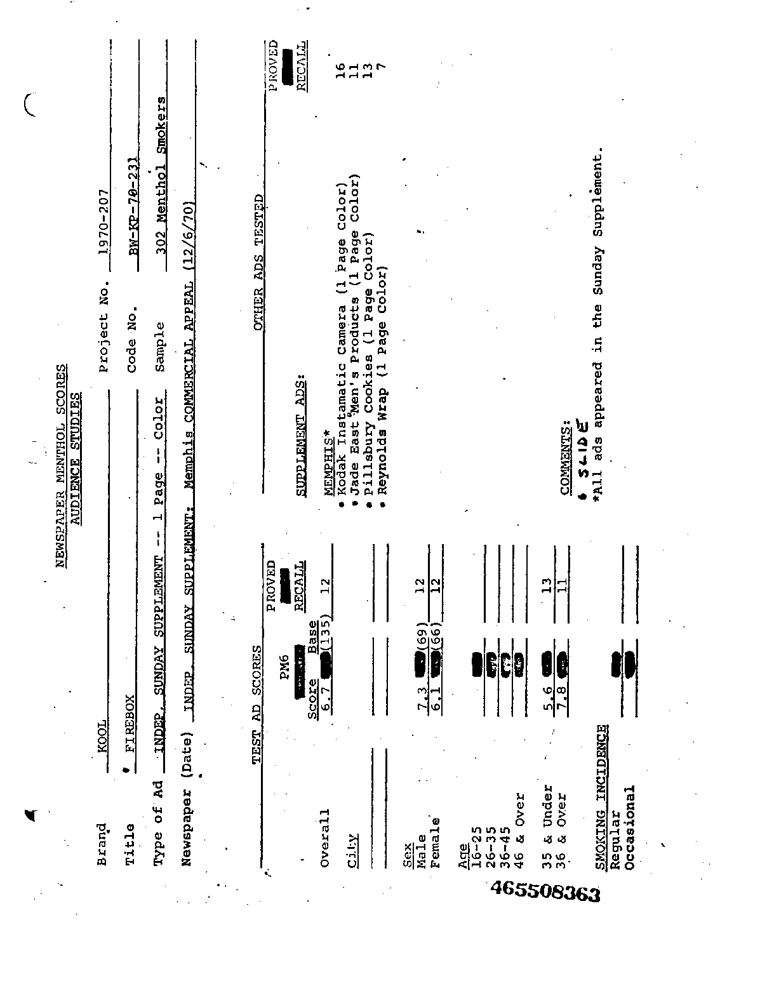 NEWSPAPER MENTHOL SCORES
AUDIENCE STUDIES
Brand KOOL Project No. 1970-207
Title • FIREBOX Code No. BW-KP-70-231
Type of Ad INDEP. SUNDAY SUPPLEMENT -- 1 Page -- Color Sample 302 Menthol Smokers
Newspaper (Date) INDEP. SUNDAY SUPPLEMENT: Memphis COMMERCIAL APPEAL (12/6/70)
TEST AD SCORES
PM6 PROVED
Score Base RECALL
Overall 6.7 (135) 12
City
Sex
Male 7.3 (69) 12
Female 6.1 (66) 12
Age
16-25
26-35
36-45
46 & Over
35 & Under 5.6 13
36 & Over 7.8 11
SMOKING INCIDENCE
Regular
Occasional
OTHER ADS TESTED
PROVED
RECALL
SUPPLEMENT ADS:
MEMPHIS*
• Kodak Instamatic Camera (1 Page Color) 16
• Jade East Men's Products (1 Page Color) 11
• Pillsbury Cookies (1 Page Color) 13
• Reynolds Wrap (1 Page Color) 7
COMMENTS:
• SLIDE
*All ads appeared in the Sunday Supplement.
465508363